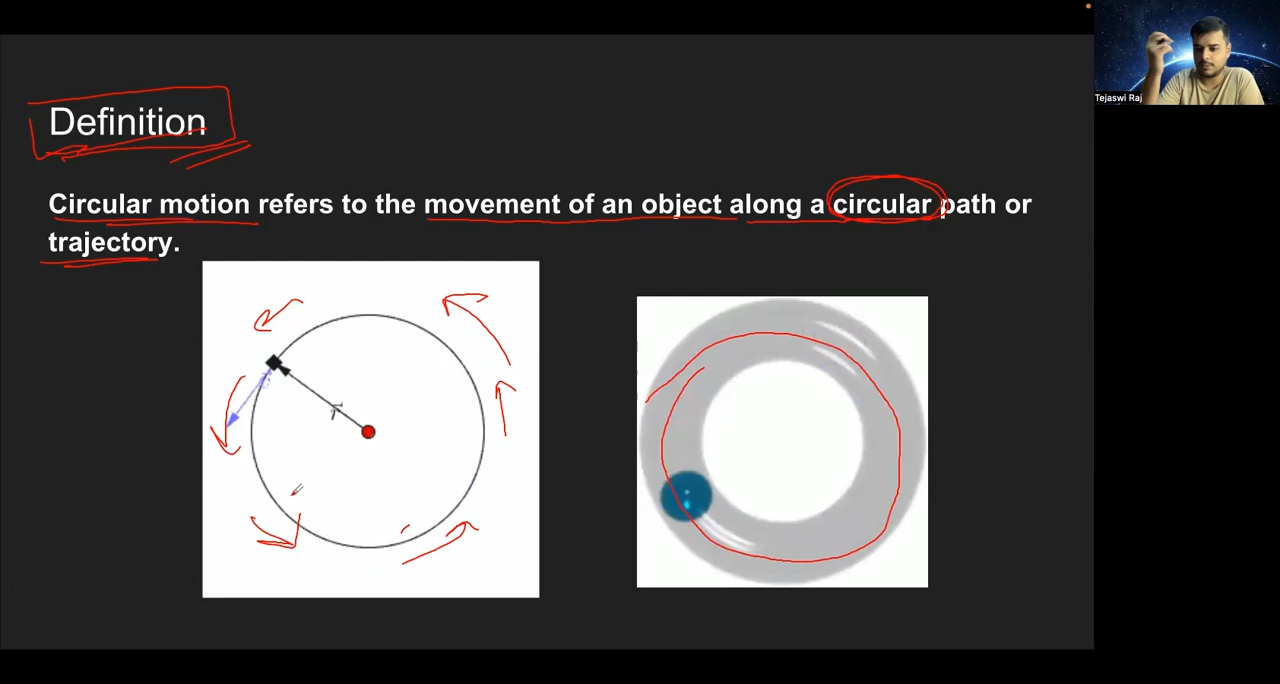 Tejaswi Raj
Definition
Circular motion refers to the movement of an object along a circular path or
trajectory.